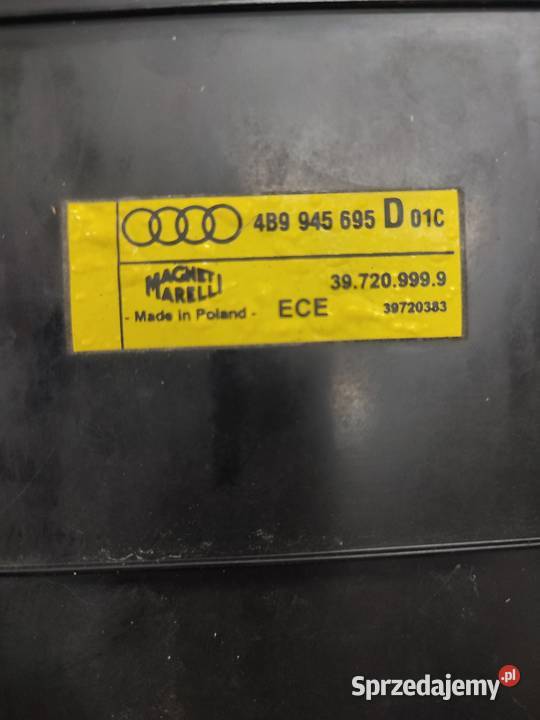 4B9 945 695 D 01C
MAGNETI MARELLI
39.720.999.9
- Made in Poland - ECE 39720383
Sprzedajemy.pl